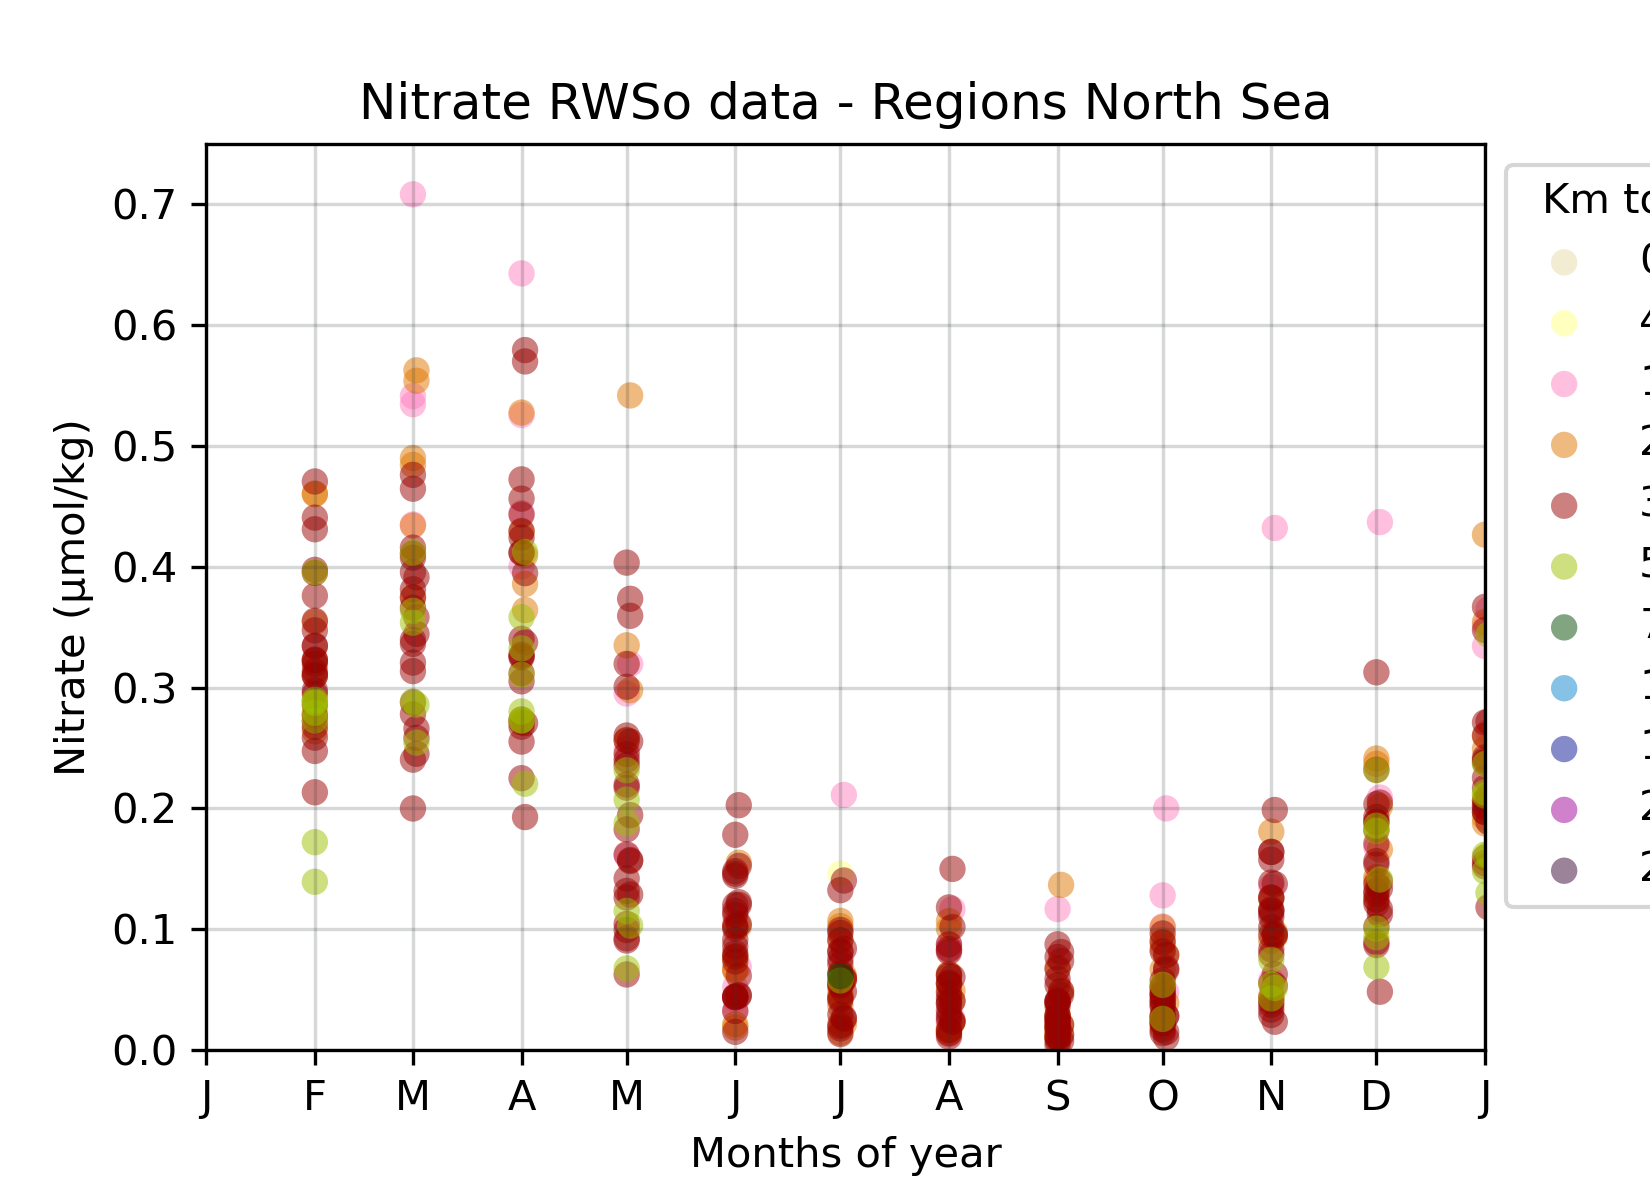 Nitrate RWSo data - Regions North Sea
Km
0.7
0.6
0.5
0.4
0.3
0.2
0.1
0.0
Nitrate (μmol/kg)
J F M A M J J A S O N D J
Months of year